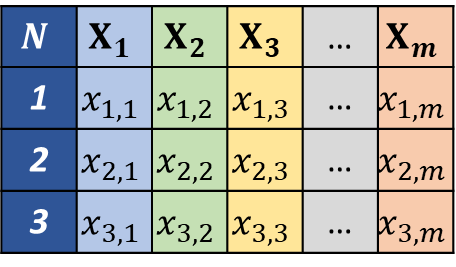 N X₁ X₂ X₃ ... Xₘ
1 x₁,₁ x₁,₂ x₁,₃ ... x₁,ₘ
2 x₂,₁ x₂,₂ x₂,₃ ... x₂,ₘ
3 x₃,₁ x₃,₂ x₃,₃ ... x₃,ₘ